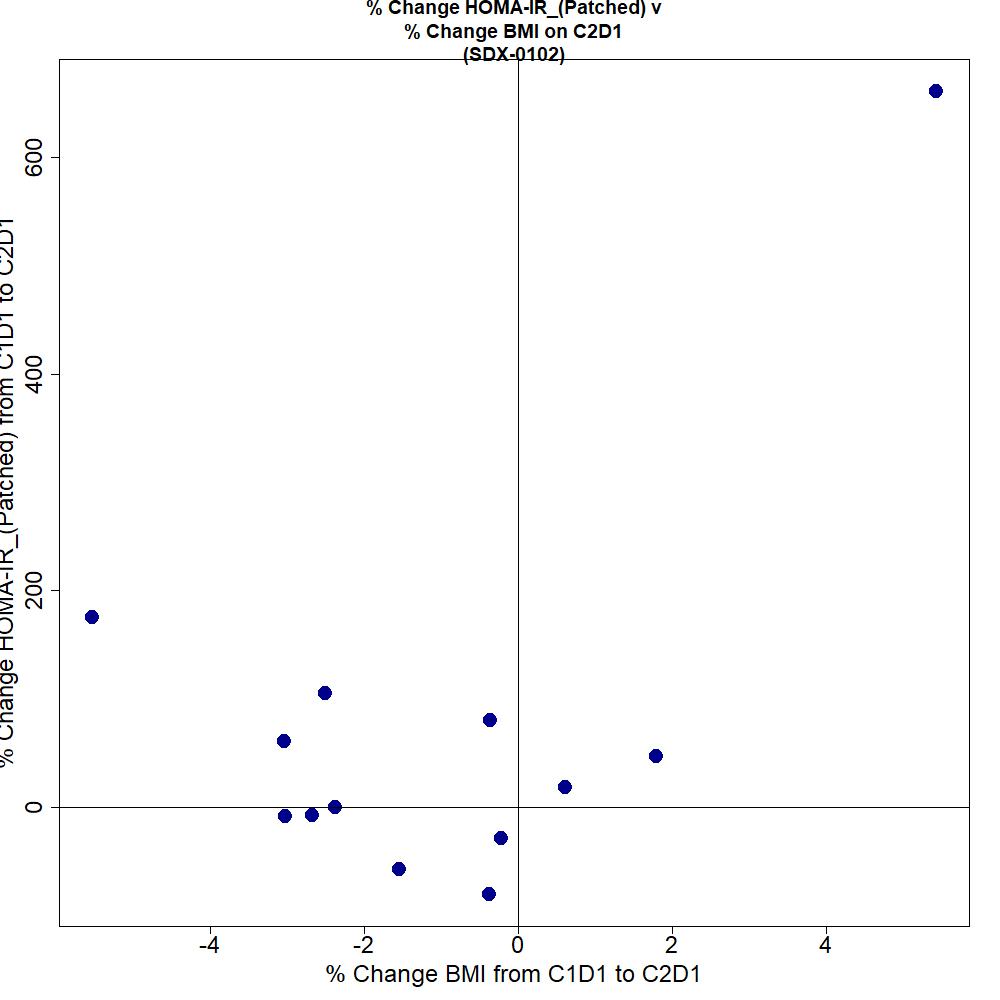 % Change HOMA-IR_(Patched) v
% Change BMI on C2D1
(SDX-0102)
% Change HOMA-IR_(Patched) from C1D1 to C2D1
600
400
200
0
-4
-2
0
2
4
% Change BMI from C1D1 to C2D1